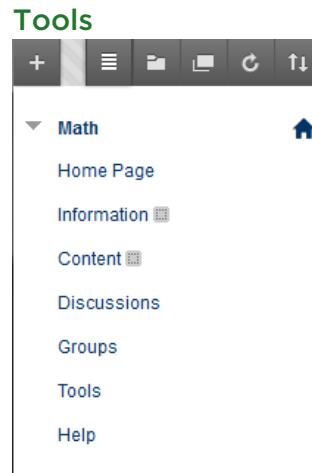 Tools
Math
Home Page
Information
Content
Discussions
Groups
Tools
Help